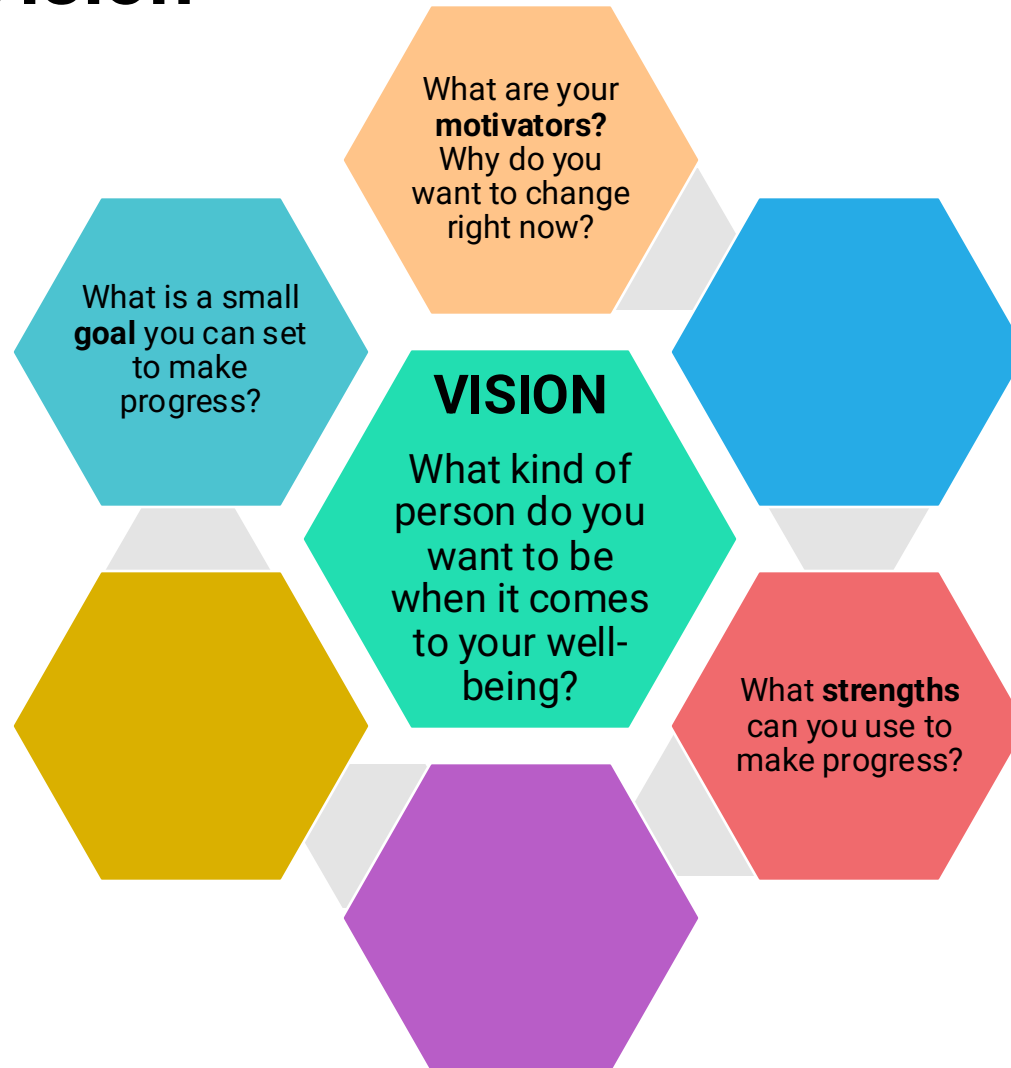 What are your
motivators?
Why do you
want to change
right now?
What is a small
goal you can set
to make
progress?
VISION
What kind of
person do you
want to be
when it comes
to your well-
being?
What strengths
can you use to
make progress?